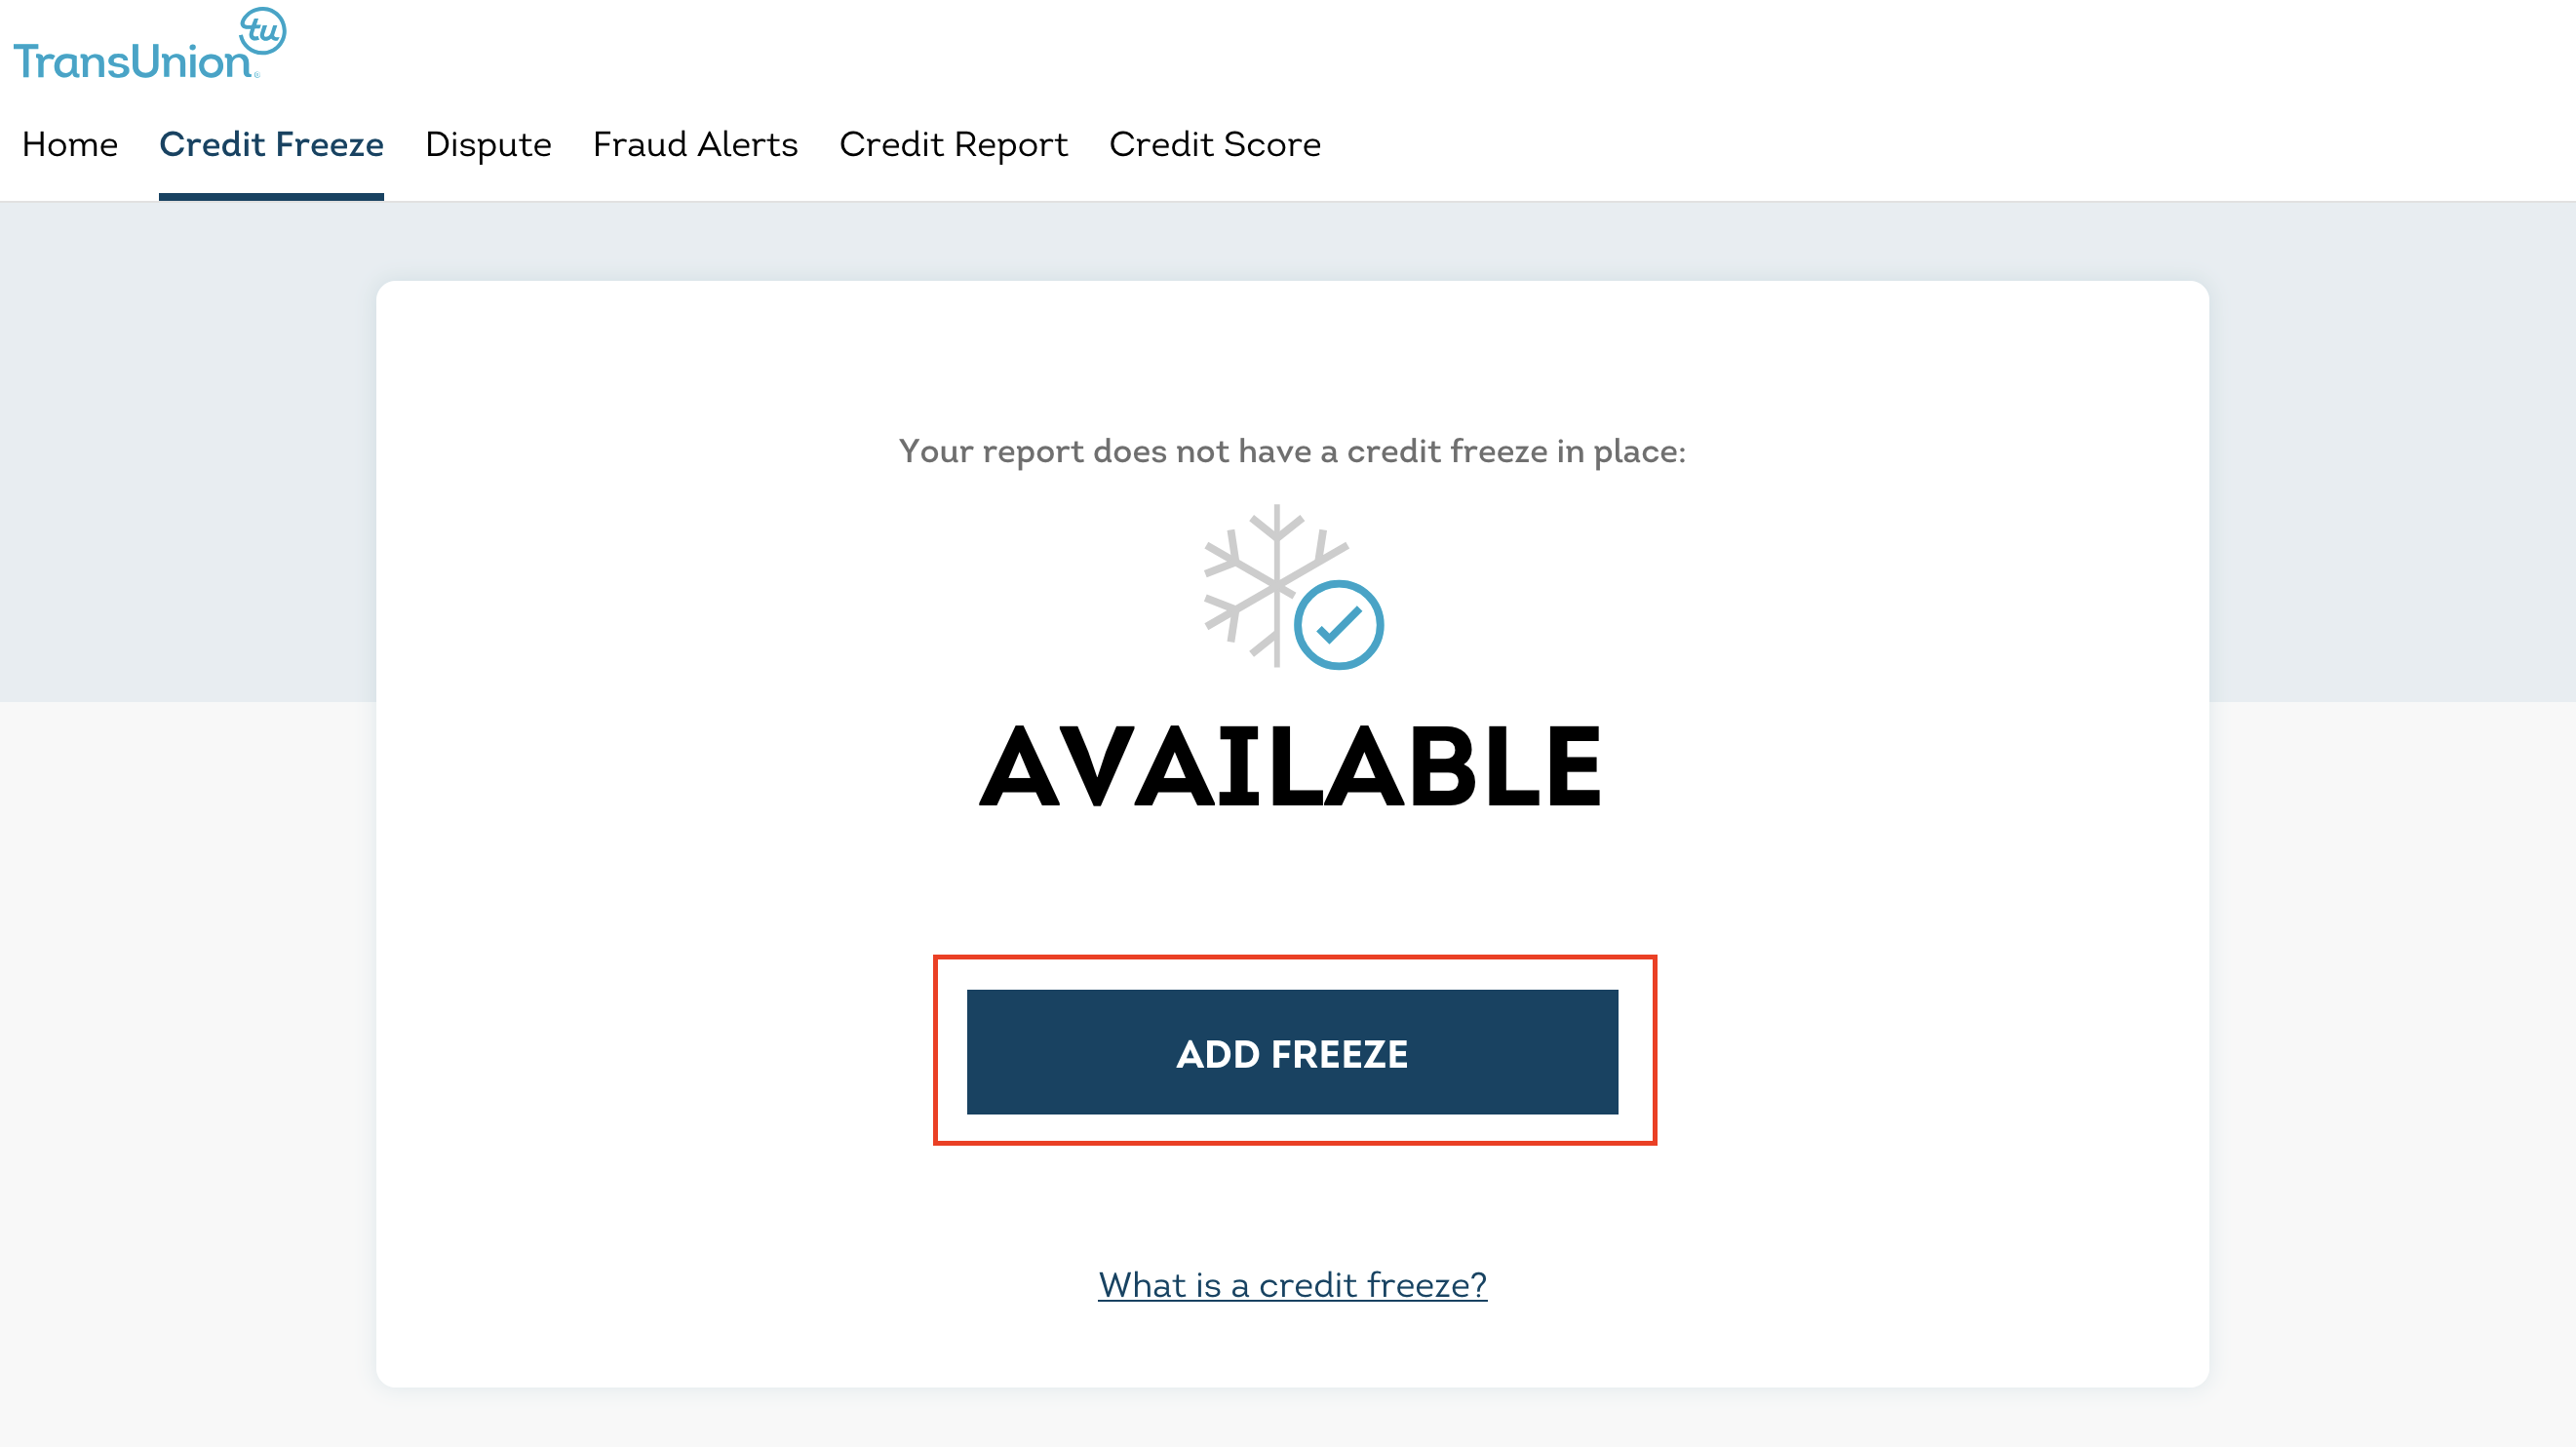 tu
TransUnion®
Home Credit Freeze Dispute Fraud Alerts Credit Report Credit Score
Your report does not have a credit freeze in place:
AVAILABLE
ADD FREEZE
What is a credit freeze?